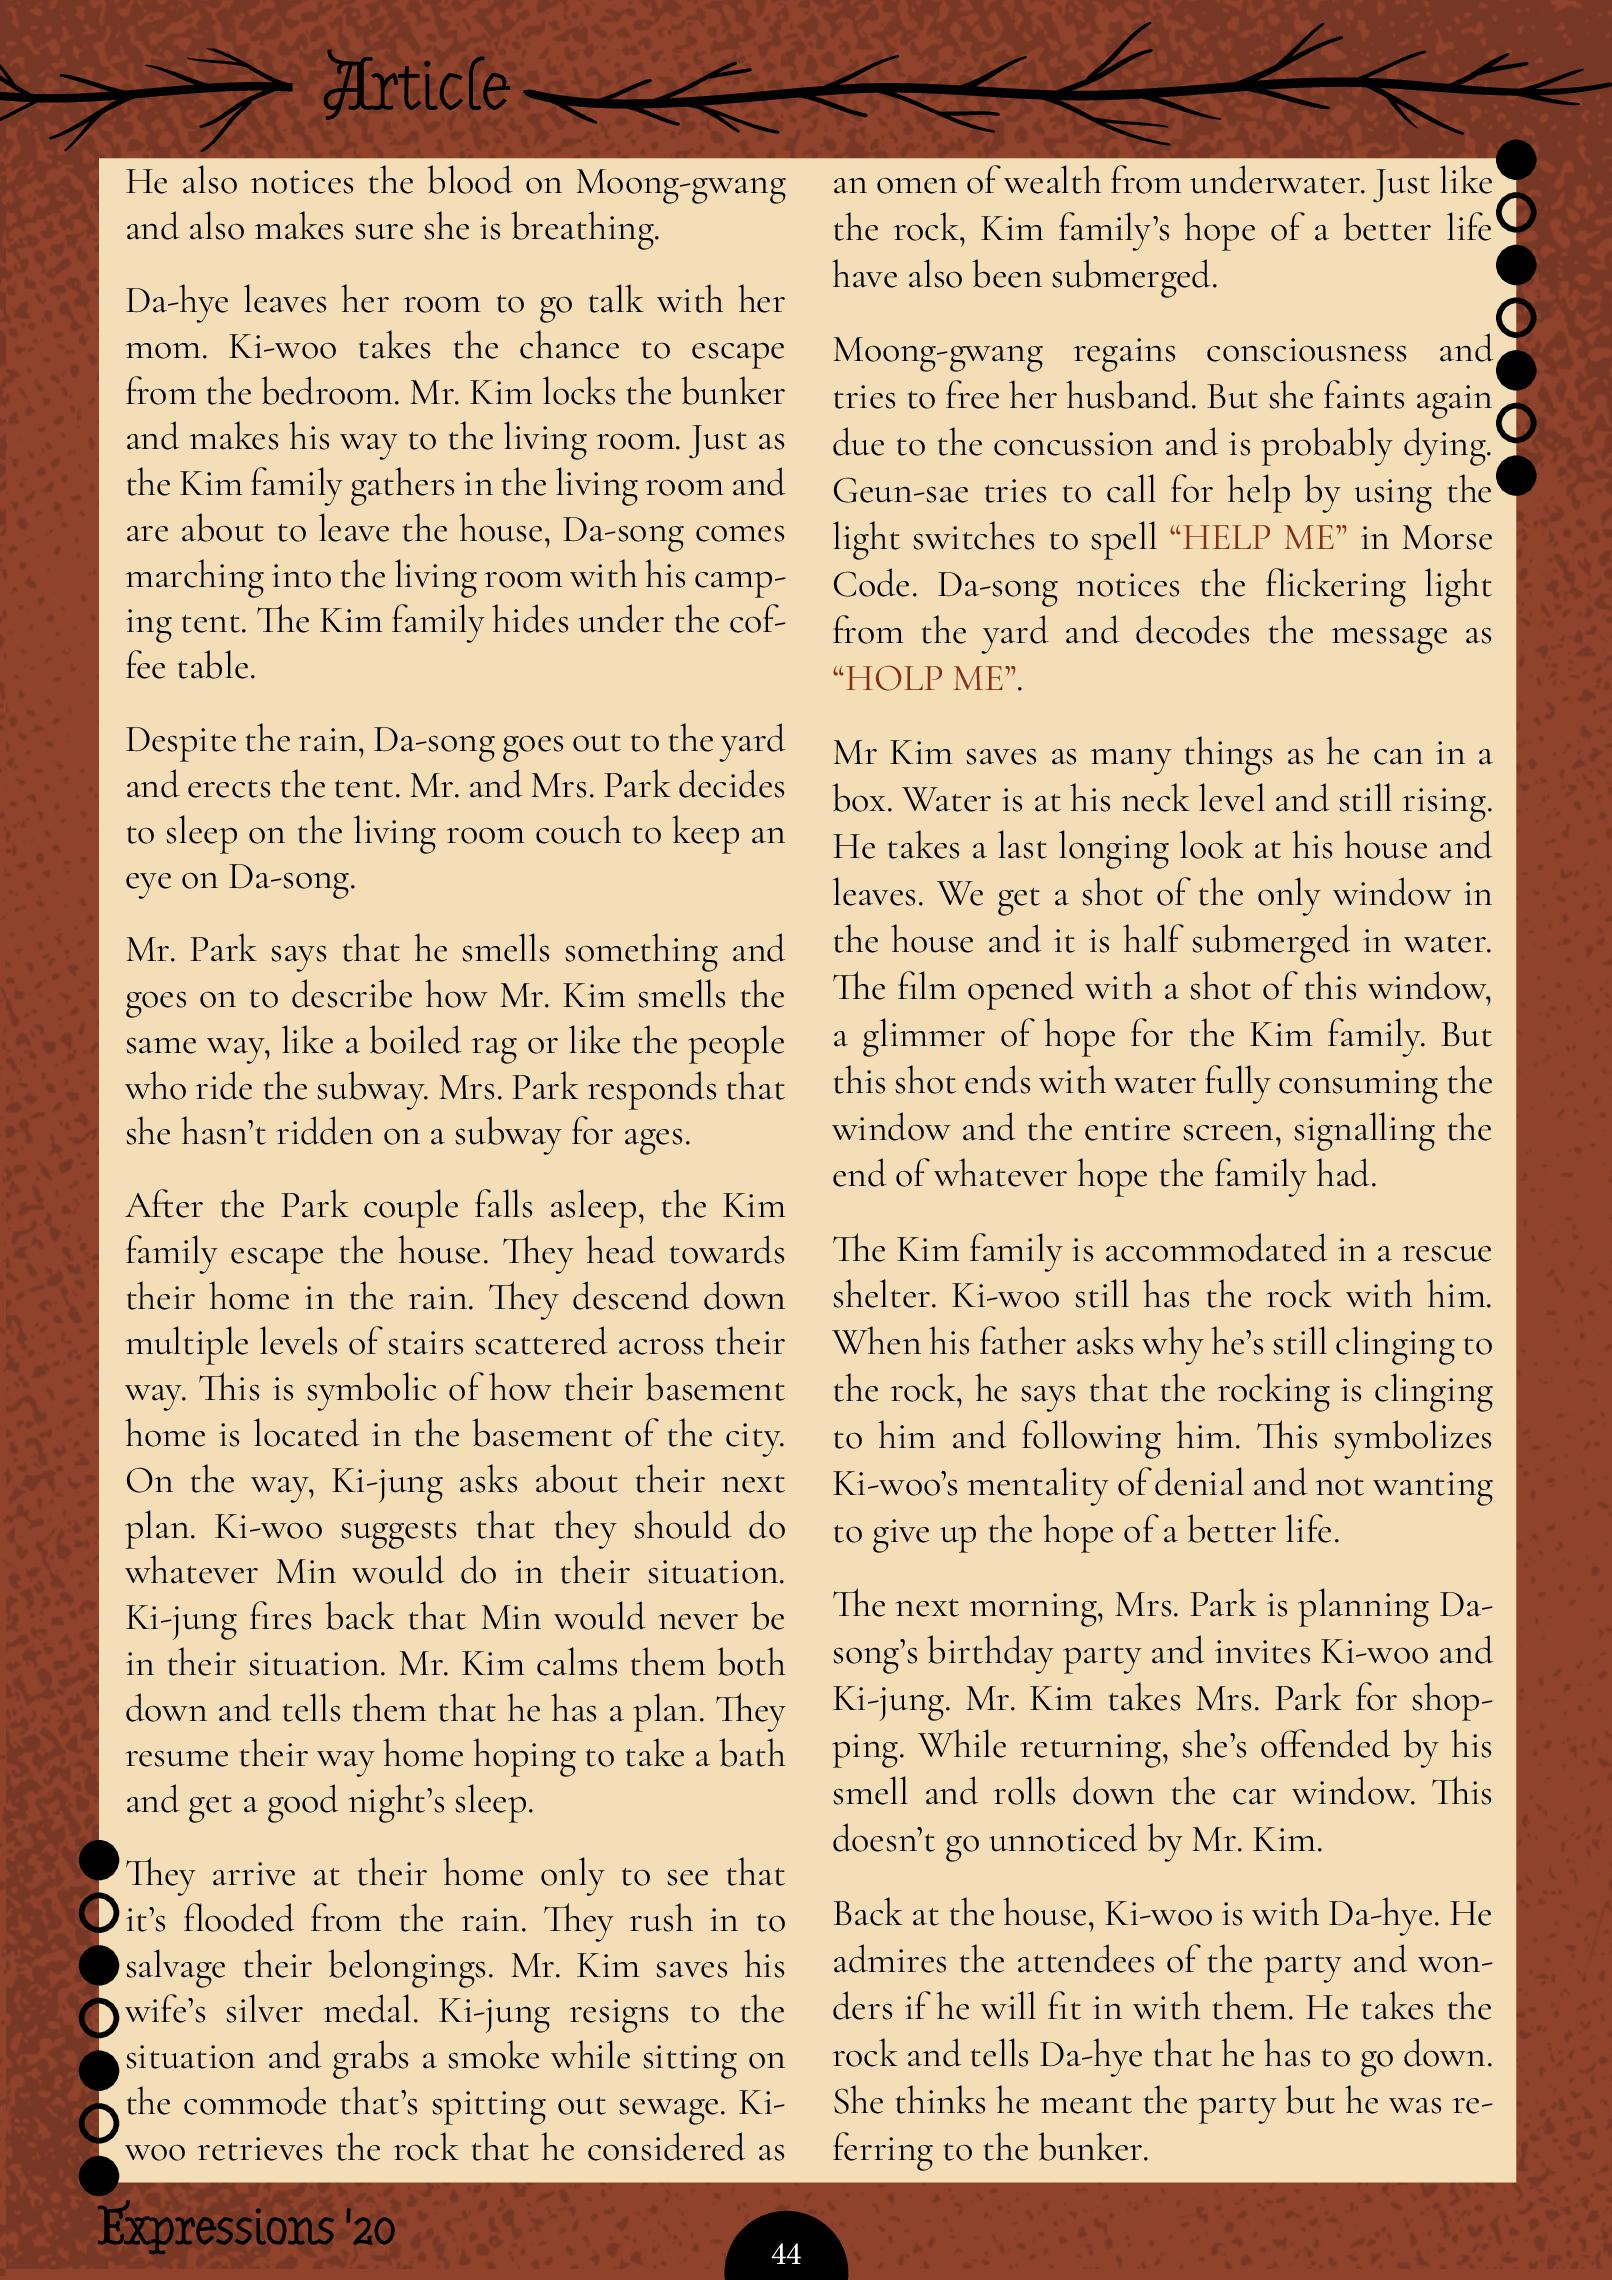 Article
He also notices the blood on Moong-gwang
and also makes sure she is breathing.
Da-hye leaves her room to go talk with her
mom. Ki-woo takes the chance to escape
from the bedroom. Mr. Kim locks the bunker
and makes his way to the living room. Just as
the Kim family gathers in the living room and
are about to leave the house, Da-song comes
marching into the living room with his camp-
ing tent. The Kim family hides under the cof-
fee table.
Despite the rain, Da-song goes out to the yard
and erects the tent. Mr. and Mrs. Park decides
to sleep on the living room couch to keep an
eye on Da-song.
Mr. Park says that he smells something and
goes on to describe how Mr. Kim smells the
same way, like a boiled rag or like the people
who ride the subway. Mrs. Park responds that
she hasn’t ridden on a subway for ages.
After the Park couple falls asleep, the Kim
family escape the house. They head towards
their home in the rain. They descend down
multiple levels of stairs scattered across their
way. This is symbolic of how their basement
home is located in the basement of the city.
On the way, Ki-jung asks about their next
plan. Ki-woo suggests that they should do
whatever Min would do in their situation.
Ki-jung fires back that Min would never be
in their situation. Mr. Kim calms them both
down and tells them that he has a plan. They
resume their way home hoping to take a bath
and get a good night’s sleep.
They arrive at their home only to see that
it’s flooded from the rain. They rush in to
salvage their belongings. Mr. Kim saves his
wife’s silver medal. Ki-jung resigns to the
situation and grabs a smoke while sitting on
the commode that’s spitting out sewage. Ki-
woo retrieves the rock that he considered as
an omen of wealth from underwater. Just like
the rock, Kim family’s hope of a better life
have also been submerged.
Moong-gwang regains consciousness and
tries to free her husband. But she faints again
due to the concussion and is probably dying.
Geun-sae tries to call for help by using the
light switches to spell “HELP ME” in Morse
Code. Da-song notices the flickering light
from the yard and decodes the message as
“HOLP ME”.
Mr Kim saves as many things as he can in a
box. Water is at his neck level and still rising.
He takes a last longing look at his house and
leaves. We get a shot of the only window in
the house and it is half submerged in water.
The film opened with a shot of this window,
a glimmer of hope for the Kim family. But
this shot ends with water fully consuming the
window and the entire screen, signalling the
end of whatever hope the family had.
The Kim family is accommodated in a rescue
shelter. Ki-woo still has the rock with him.
When his father asks why he’s still clinging to
the rock, he says that the rocking is clinging
to him and following him. This symbolizes
Ki-woo’s mentality of denial and not wanting
to give up the hope of a better life.
The next morning, Mrs. Park is planning Da-
song’s birthday party and invites Ki-woo and
Ki-jung. Mr. Kim takes Mrs. Park for shop-
ping. While returning, she’s offended by his
smell and rolls down the car window. This
doesn’t go unnoticed by Mr. Kim.
Back at the house, Ki-woo is with Da-hye. He
admires the attendees of the party and won-
ders if he will fit in with them. He takes the
rock and tells Da-hye that he has to go down.
She thinks he meant the party but he was re-
ferring to the bunker.
Expressions '20
44